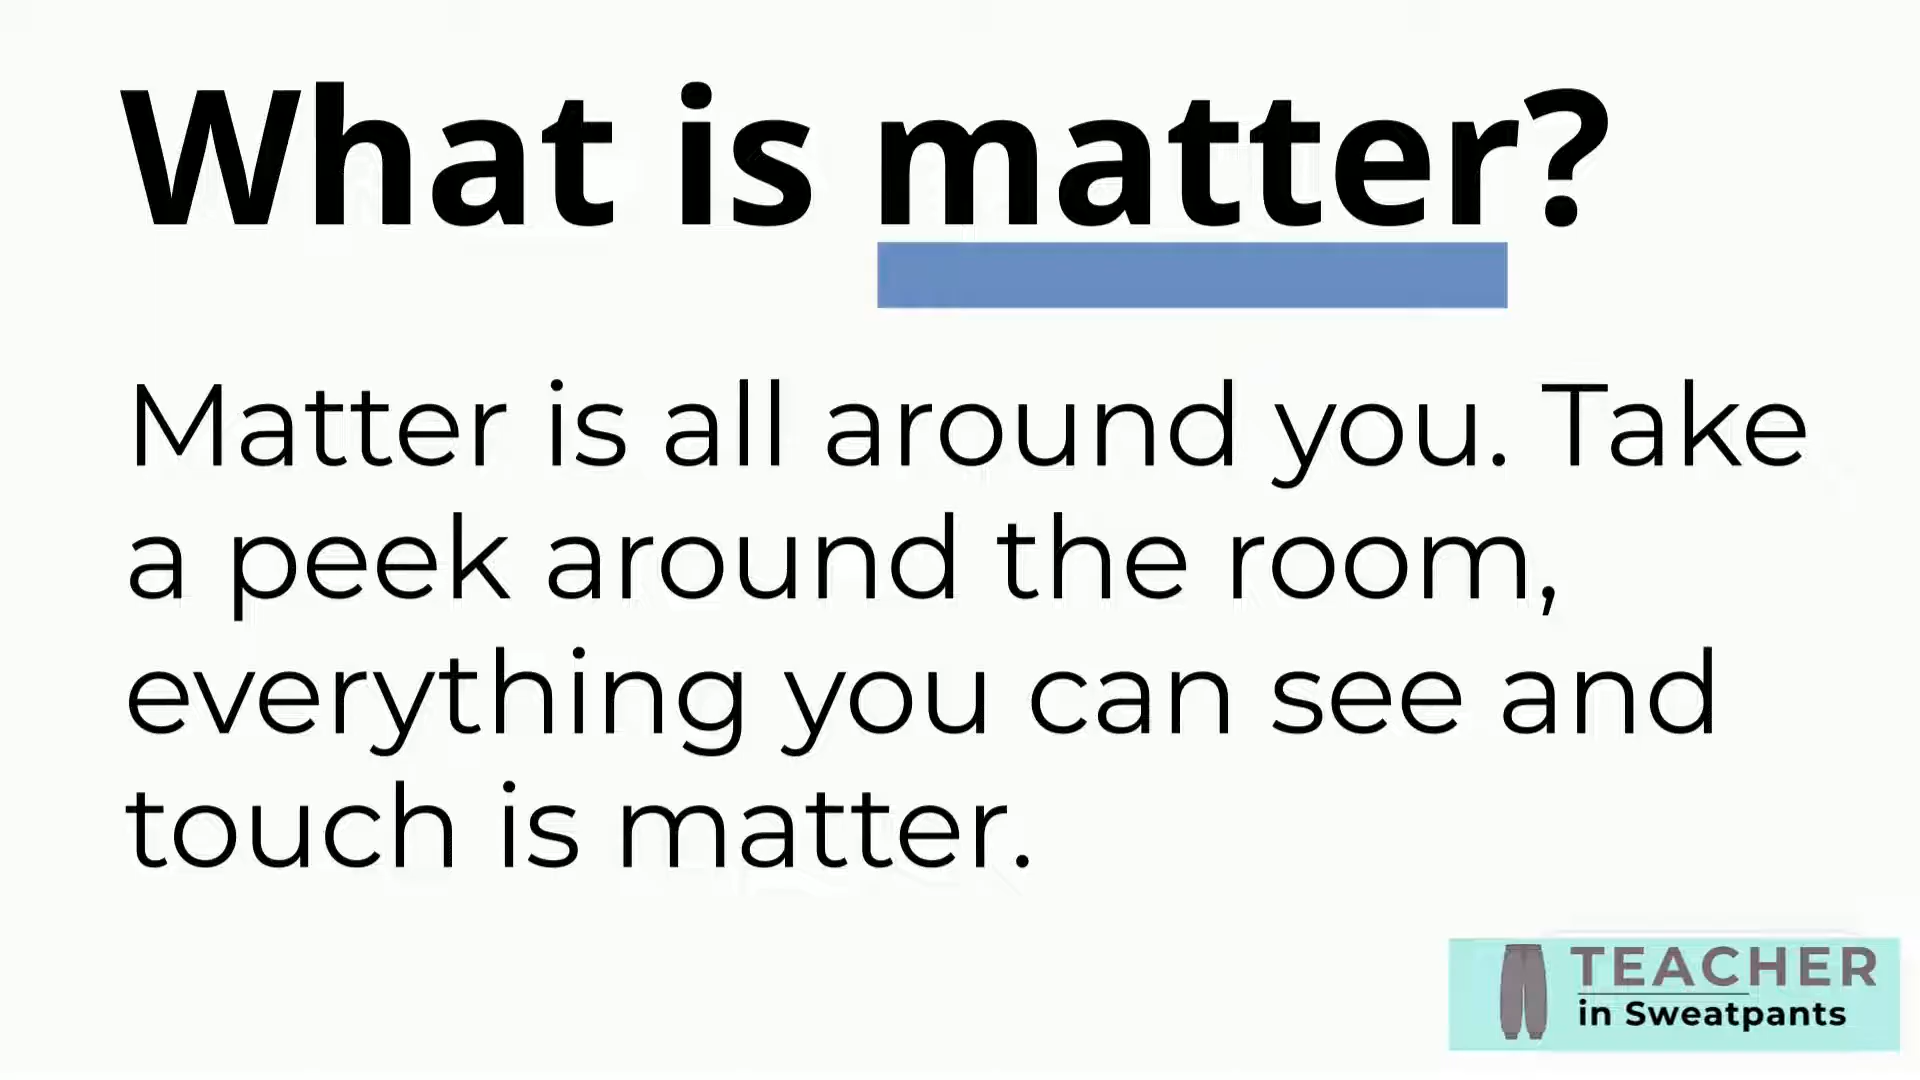 What is matter?
Matter is all around you. Take
a peek around the room,
everything you can see and
touch is matter.
TEACHER
in Sweatpants